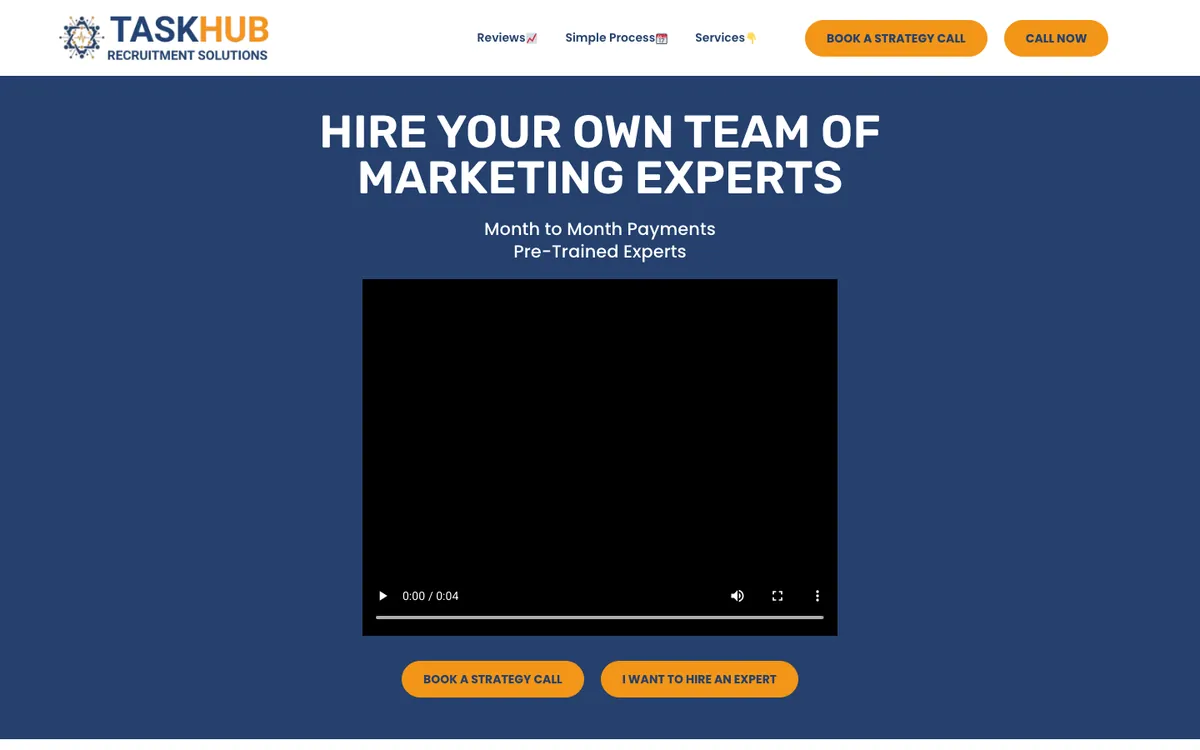 TASKHUB
RECRUITMENT SOLUTIONS
Reviews📈
Simple Process📅
Services👇
BOOK A STRATEGY CALL
CALL NOW
HIRE YOUR OWN TEAM OF
MARKETING EXPERTS
Month to Month Payments
Pre-Trained Experts
0:00 / 0:04
BOOK A STRATEGY CALL
I WANT TO HIRE AN EXPERT